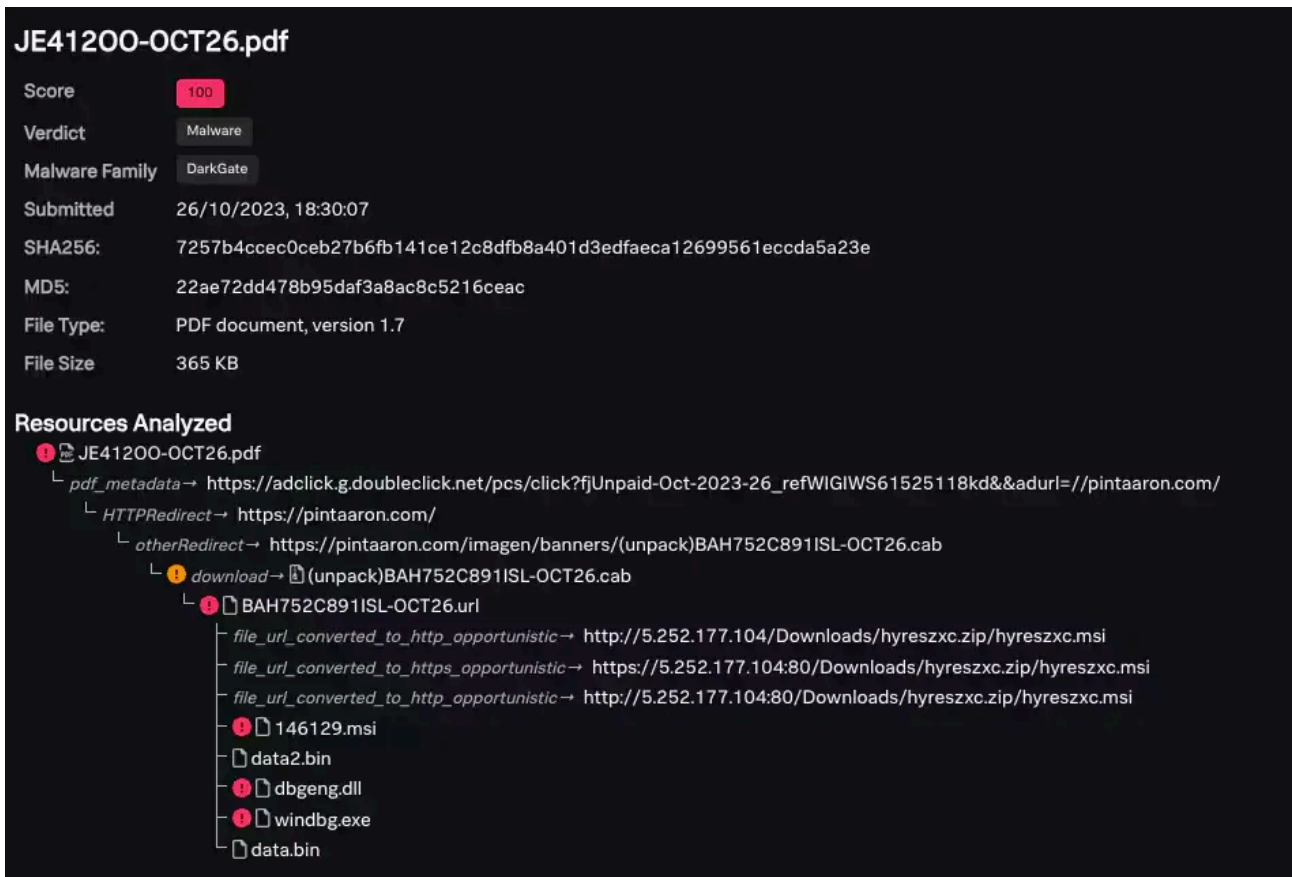 JE41200-OCT26.pdf
Score 100
Verdict Malware
Malware Family DarkGate
Submitted 26/10/2023, 18:30:07
SHA256: 7257b4ccec0ceb27b6fb141ce12c8dfb8a401d3edfaeca12699561eccda5a23e
MD5: 22ae72dd478b95daf3a8ac8c5216ceac
File Type: PDF document, version 1.7
File Size 365 KB
Resources Analyzed
JE41200-OCT26.pdf
pdf_metadata→ https://adclick.g.doubleclick.net/pcs/click?fjUnpaid-Oct-2023-26_refWIGIWS61525118kd&&adurl=//pintaaron.com/
HTTPRedirect→ https://pintaaron.com/
otherRedirect→ https://pintaaron.com/imagen/banners/(unpack)BAH752C891ISL-OCT26.cab
download→ (unpack)BAH752C891ISL-OCT26.cab
BAH752C891ISL-OCT26.url
file_url_converted_to_http_opportunistic→ http://5.252.177.104/Downloads/hyreszxc.zip/hyreszxc.msi
file_url_converted_to_https_opportunistic→ https://5.252.177.104:80/Downloads/hyreszxc.zip/hyreszxc.msi
file_url_converted_to_http_opportunistic→ http://5.252.177.104:80/Downloads/hyreszxc.zip/hyreszxc.msi
146129.msi
data2.bin
dbgeng.dll
windbg.exe
data.bin